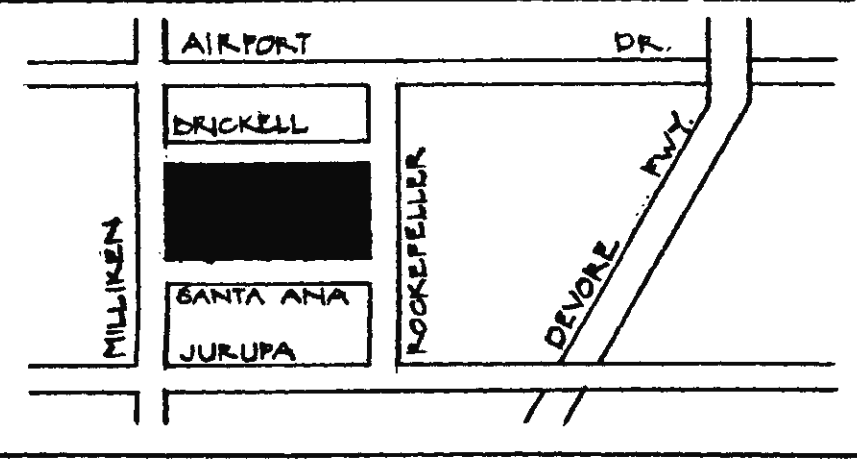 AIRPORT DR.
DRICKELL
FWY.
ROCKEFELLER
MILLIKEN
DEVORE
SANTA ANA
JURUPA